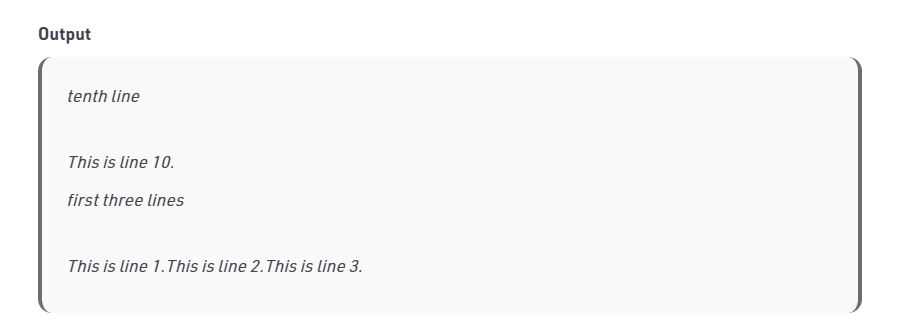 Output
tenth line
This is line 10.
first three lines
This is line 1.This is line 2.This is line 3.